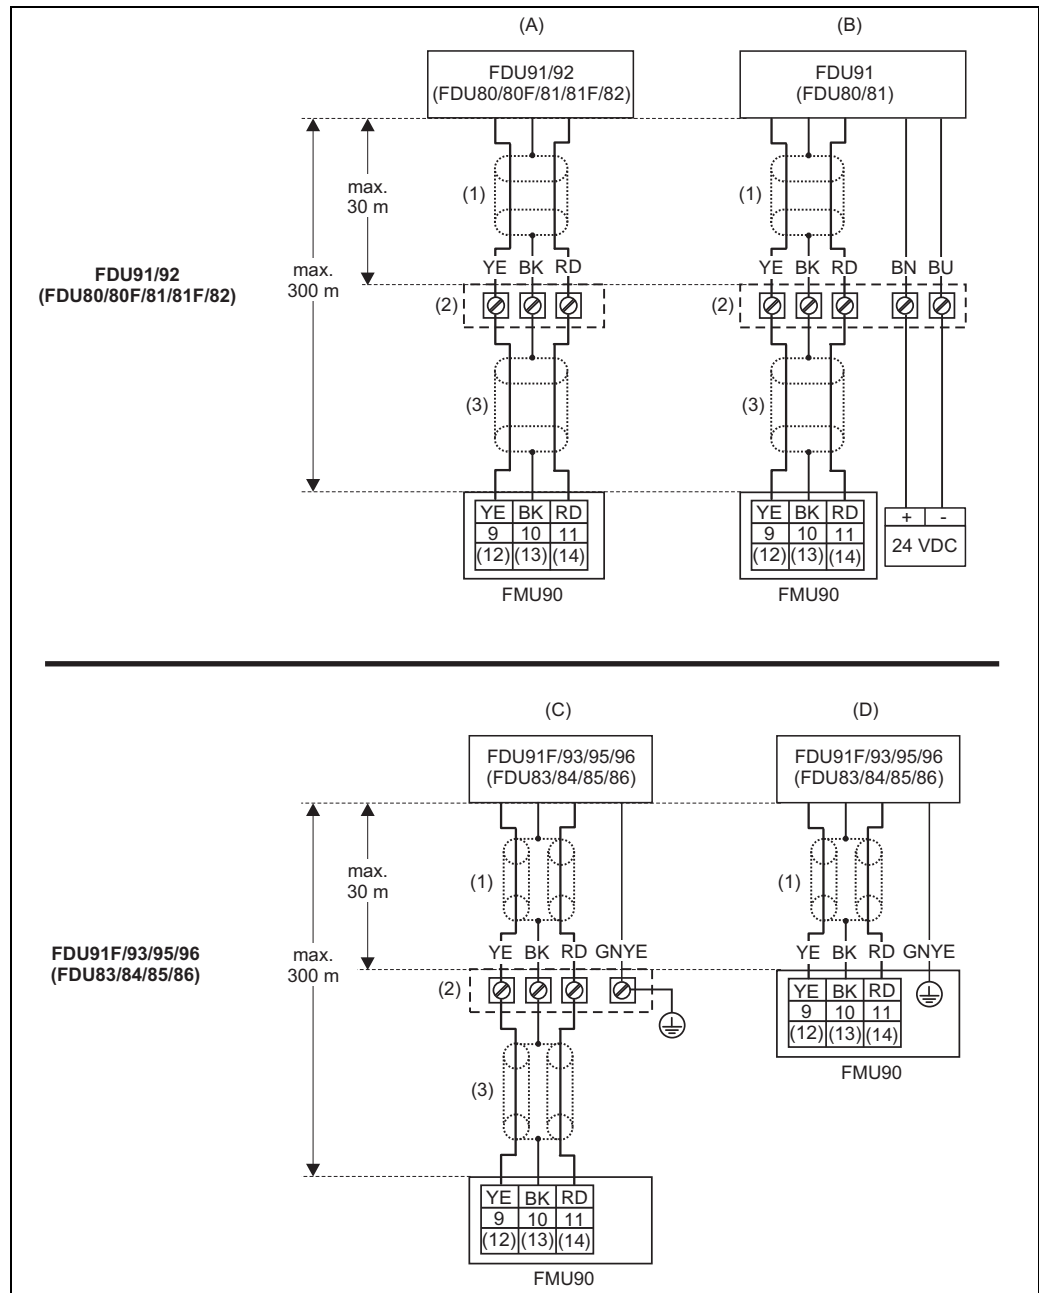 (A)
FDU91/92
(FDU80/80F/81/81F/82)
(B)
FDU91
(FDU80/81)
FDU91/92
(FDU80/80F/81/81F/82)
max.
300 m
max.
30 m
(1)
YE BK RD
(2)
(3)
YE BK RD
9 10 11
(12) (13) (14)
FMU90
(1)
YE BK RD BN BU
(2)
(3)
YE BK RD
9 10 11
(12) (13) (14)
FMU90
+ -
24 VDC
(C)
FDU91F/93/95/96
(FDU83/84/85/86)
(D)
FDU91F/93/95/96
(FDU83/84/85/86)
FDU91F/93/95/96
(FDU83/84/85/86)
max.
300 m
max.
30 m
(1)
YE BK RD GNYE
(2)
(3)
YE BK RD
9 10 11
(12) (13) (14)
FMU90
(1)
YE BK RD GNYE
YE BK RD
9 10 11
(12) (13) (14)
FMU90